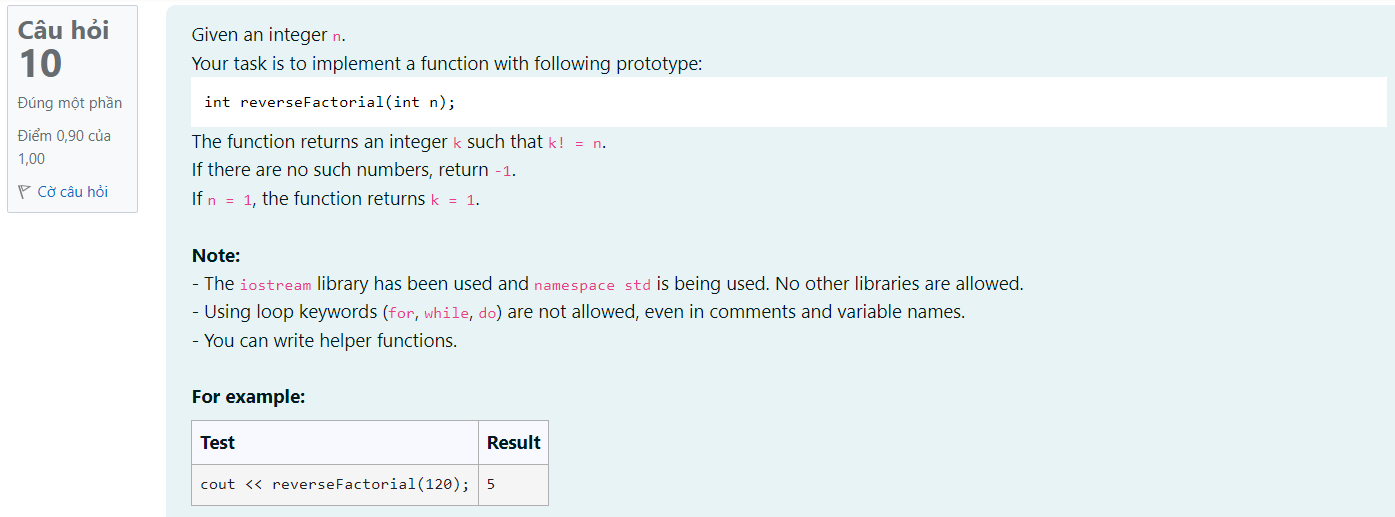 Câu hỏi
10
Đúng một phần
Điểm 0,90 của
1,00
Cờ câu hỏi
Given an integer n.
Your task is to implement a function with following prototype:
int reverseFactorial(int n);
The function returns an integer k such that k! = n.
If there are no such numbers, return -1.
If n = 1, the function returns k = 1.
Note:
- The iostream library has been used and namespace std is being used. No other libraries are allowed.
- Using loop keywords (for, while, do) are not allowed, even in comments and variable names.
- You can write helper functions.
For example:
Test Result
cout << reverseFactorial(120); 5